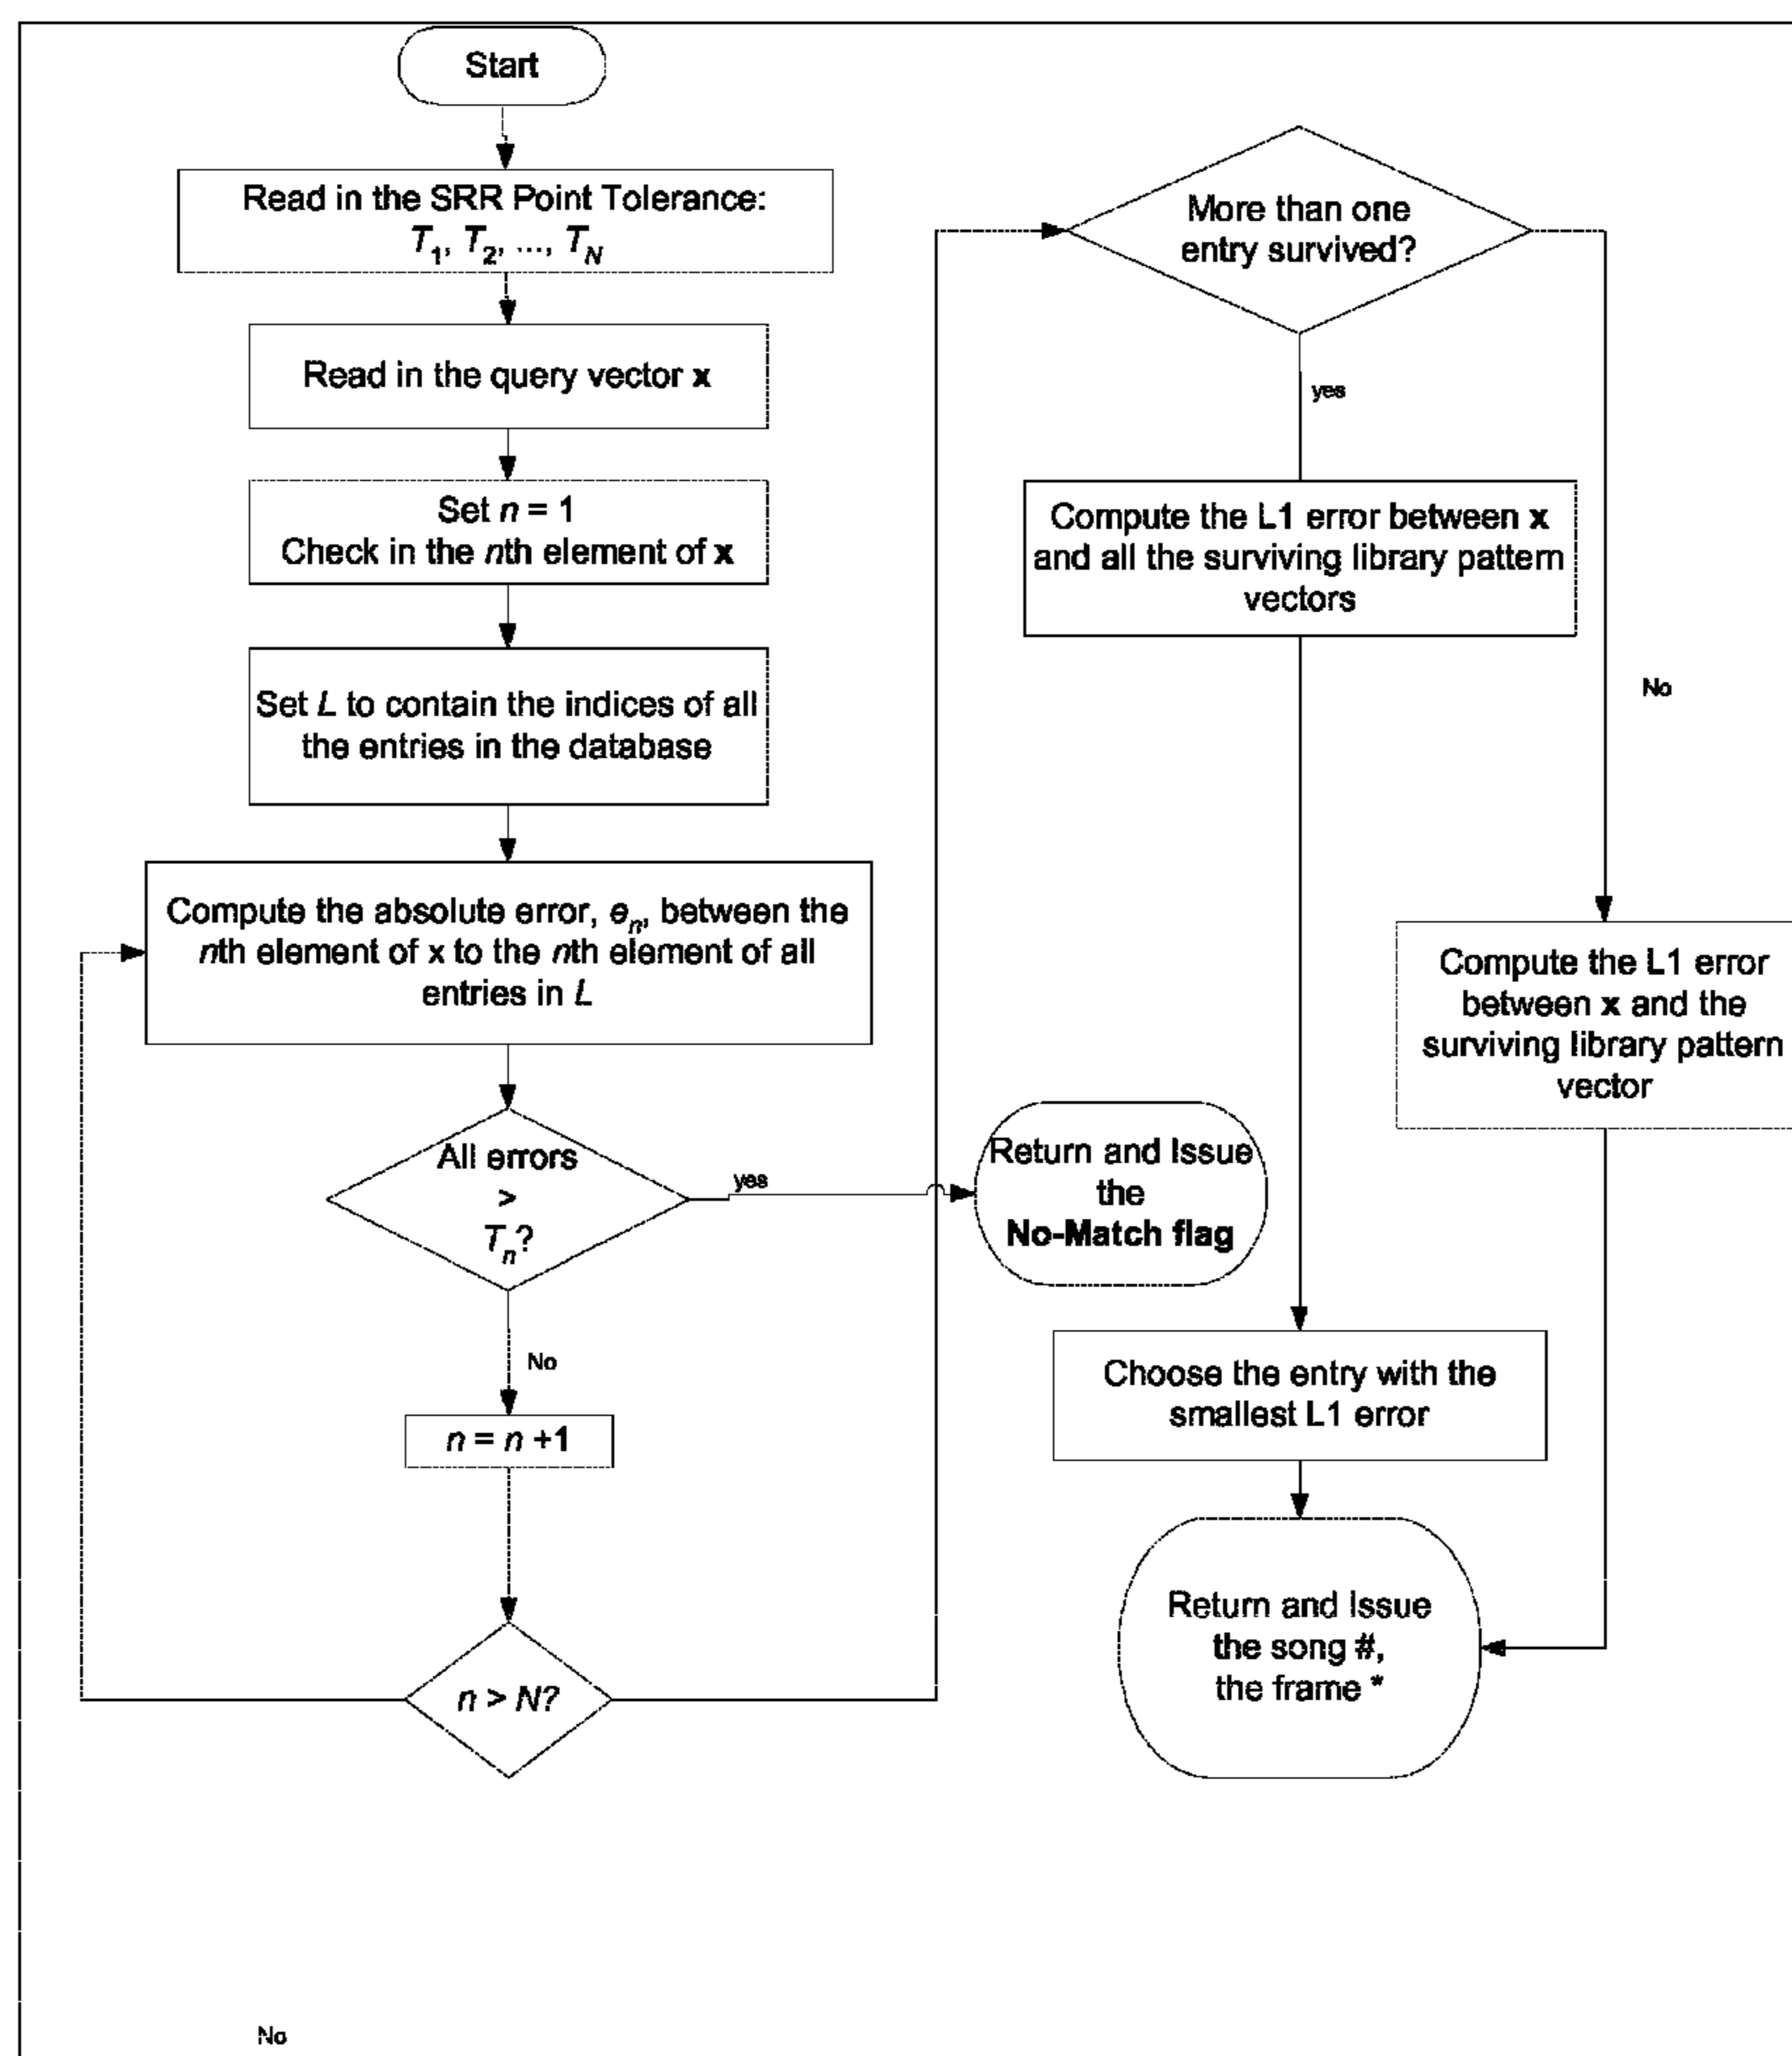 Start
Read in the SRR Point Tolerance:
T1, T2, ..., TN
Read in the query vector x
Set n = 1
Check in the nth element of x
Set L to contain the indices of all
the entries in the database
Compute the absolute error, en, between the
nth element of x to the nth element of all
entries in L
All errors
>
Tn?
yes
Return and Issue
the
No-Match flag
No
n = n +1
n > N?
More than one
entry survived?
yes
Compute the L1 error between x
and all the surviving library pattern
vectors
No
Compute the L1 error
between x and the
surviving library pattern
vector
Choose the entry with the
smallest L1 error
Return and Issue
the song #,
the frame *
No